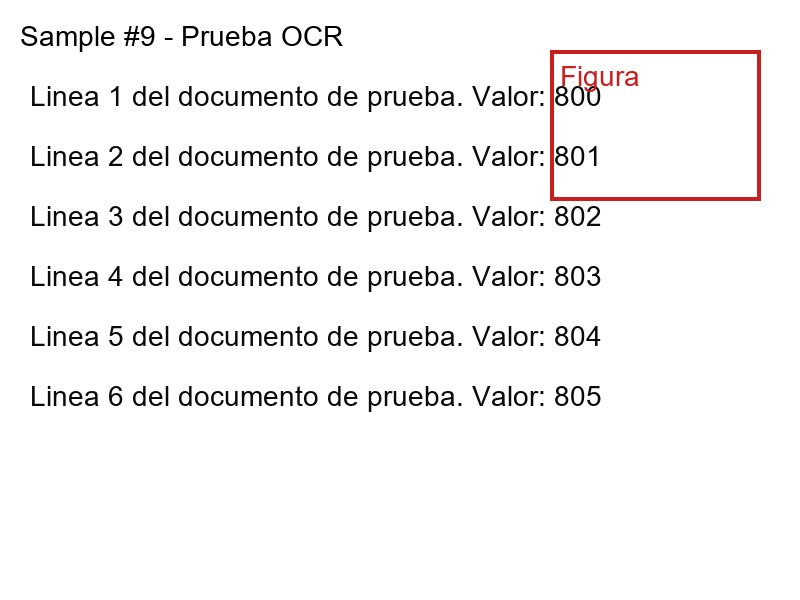 Sample #9 - Prueba OCR
Figura
Linea 1 del documento de prueba. Valor: 800
Linea 2 del documento de prueba. Valor: 801
Linea 3 del documento de prueba. Valor: 802
Linea 4 del documento de prueba. Valor: 803
Linea 5 del documento de prueba. Valor: 804
Linea 6 del documento de prueba. Valor: 805